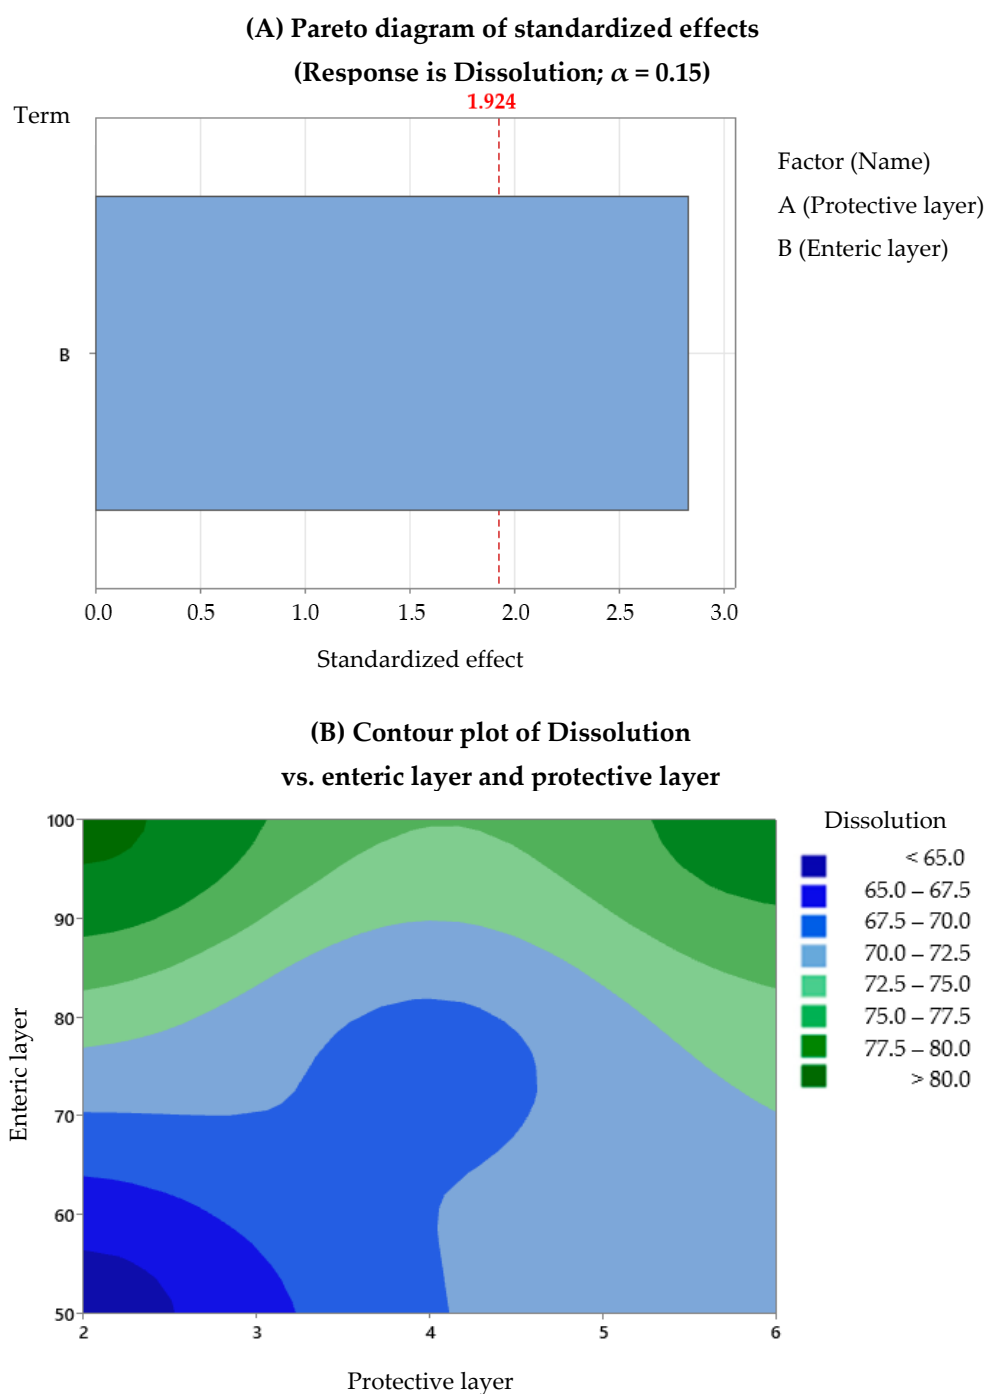 (A) Pareto diagram of standardized effects
(Response is Dissolution; α = 0.15)
1.924
Term
Factor (Name)
A (Protective layer)
B (Enteric layer)
B
0.0 0.5 1.0 1.5 2.0 2.5 3.0
Standardized effect
(B) Contour plot of Dissolution
vs. enteric layer and protective layer
Dissolution
< 65.0
65.0 – 67.5
67.5 – 70.0
70.0 – 72.5
72.5 – 75.0
75.0 – 77.5
77.5 – 80.0
> 80.0
Enteric layer
100
90
80
70
60
50
2 3 4 5 6
Protective layer